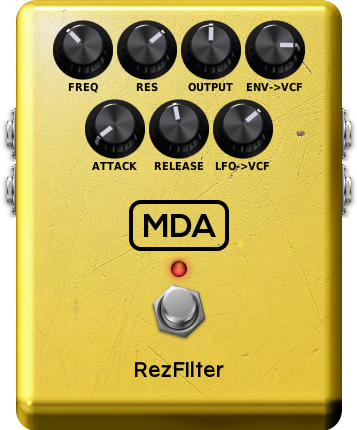 FREQ RES OUTPUT ENV->VCF
ATTACK RELEASE LFO->VCF
MDA
RezFilter